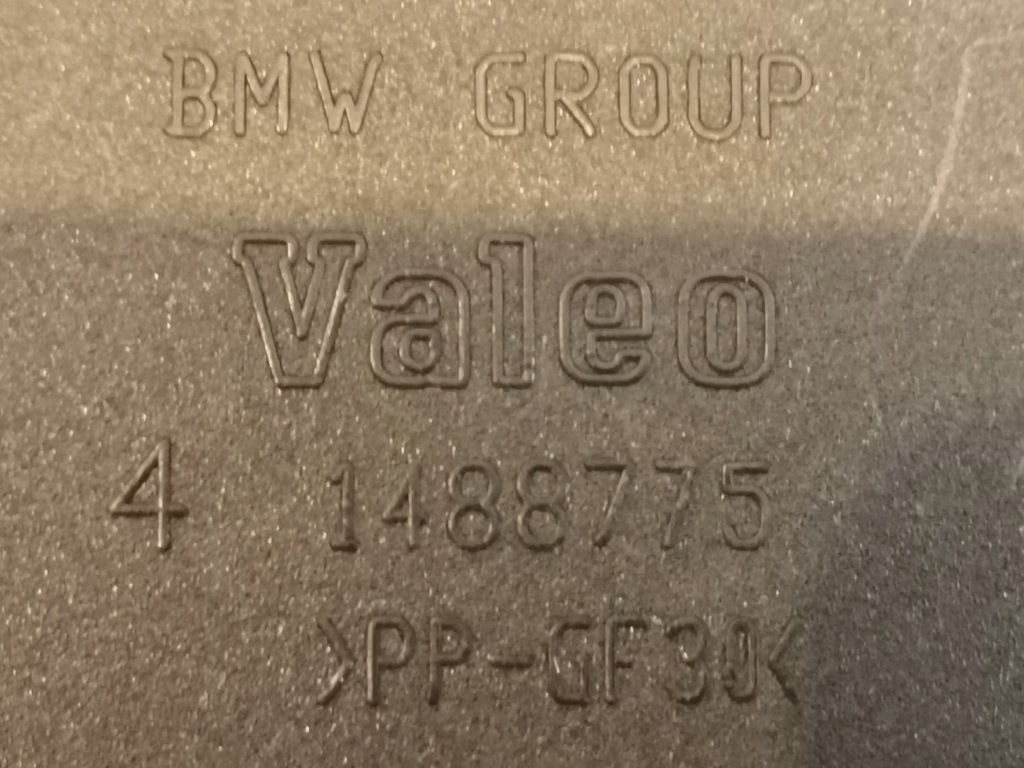 BMW GROUP
Valeo
4 1488775
>PP-GF30<